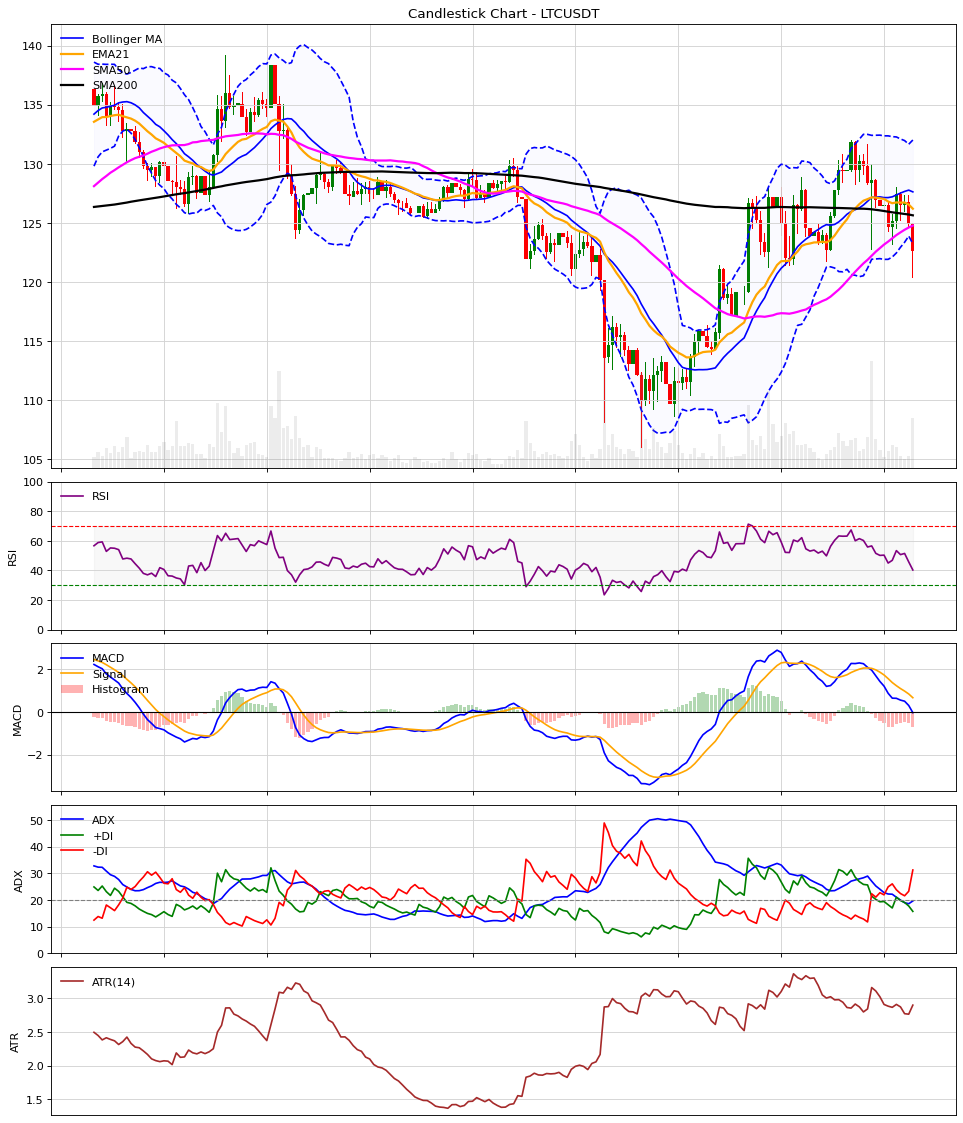 Candlestick Chart - LTCUSDT
Bollinger MA
EMA21
SMA50
SMA200
140
135
130
125
120
115
110
105
RSI
100
80
60
40
20
0
RSI
MACD
Signal
Histogram
2
0
−2
MACD
ADX
+DI
-DI
50
40
30
20
10
0
ADX
ATR(14)
3.0
2.5
2.0
1.5
ATR